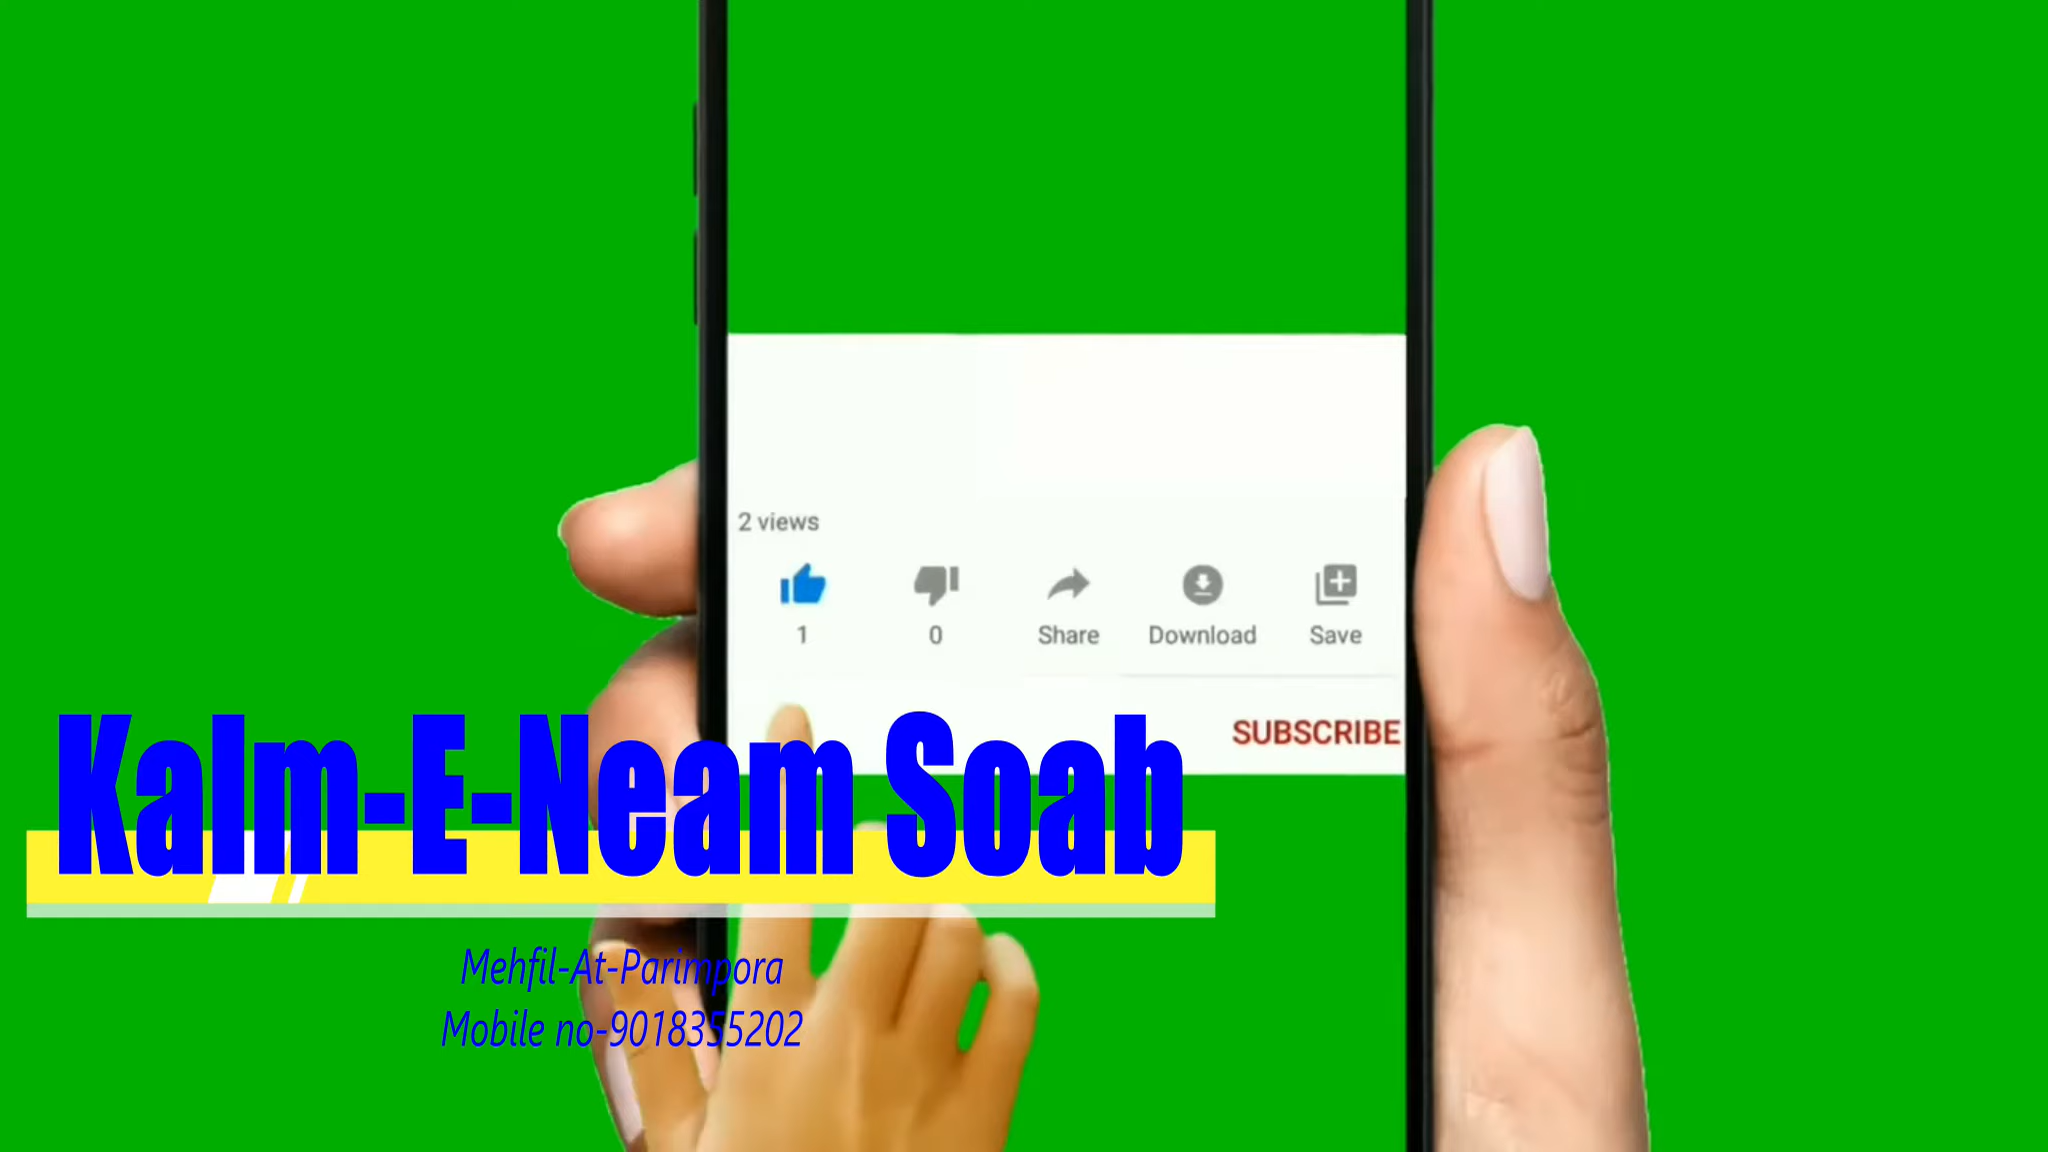 2 views
1 0 Share Download Save
SUBSCRIBE
Kalm-E-Neam Soab
Mehfil-At-Parimpora
Mobile no-9018355202